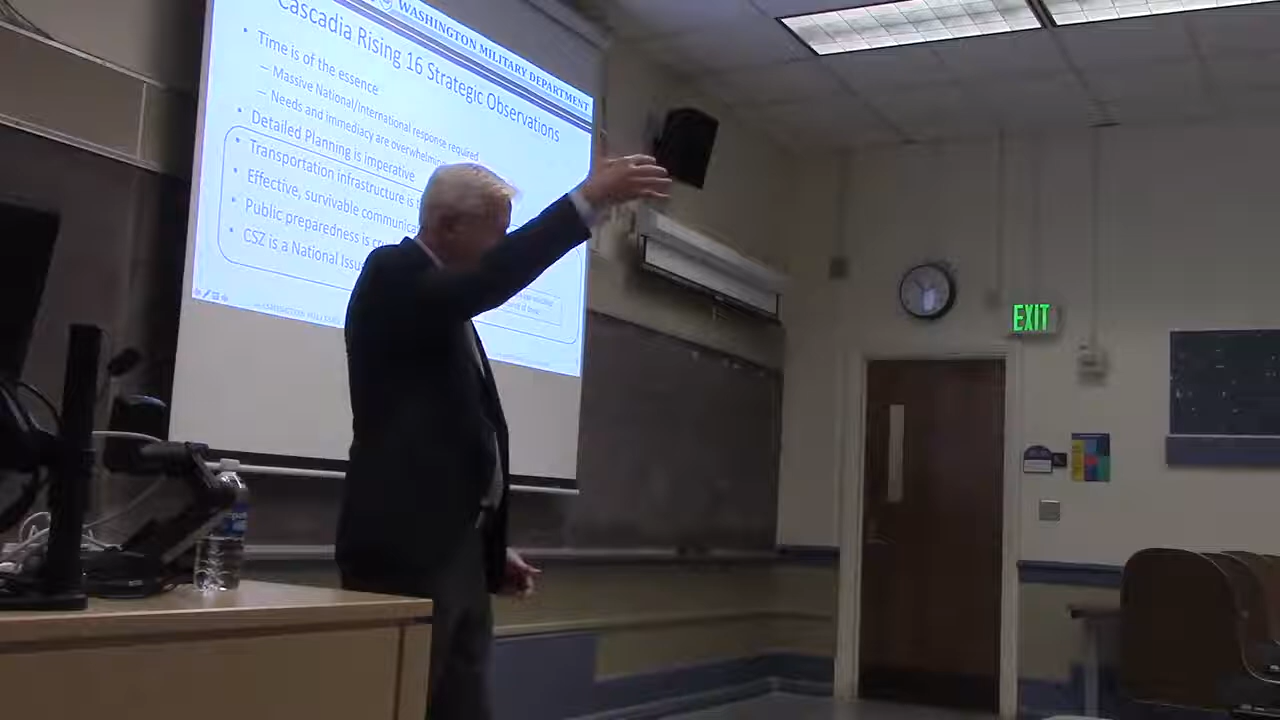 WASHINGTON MILITARY DEPARTMENT
Cascadia Rising 16 Strategic Observations
• Time is of the essence
– Massive National/International response required
– Needs and immediacy are overwhelming
• Detailed Planning is imperative
• Transportation infrastructure is
• Effective, survivable communica
• Public preparedness is cru
• CSZ is a National Issu
EXIT